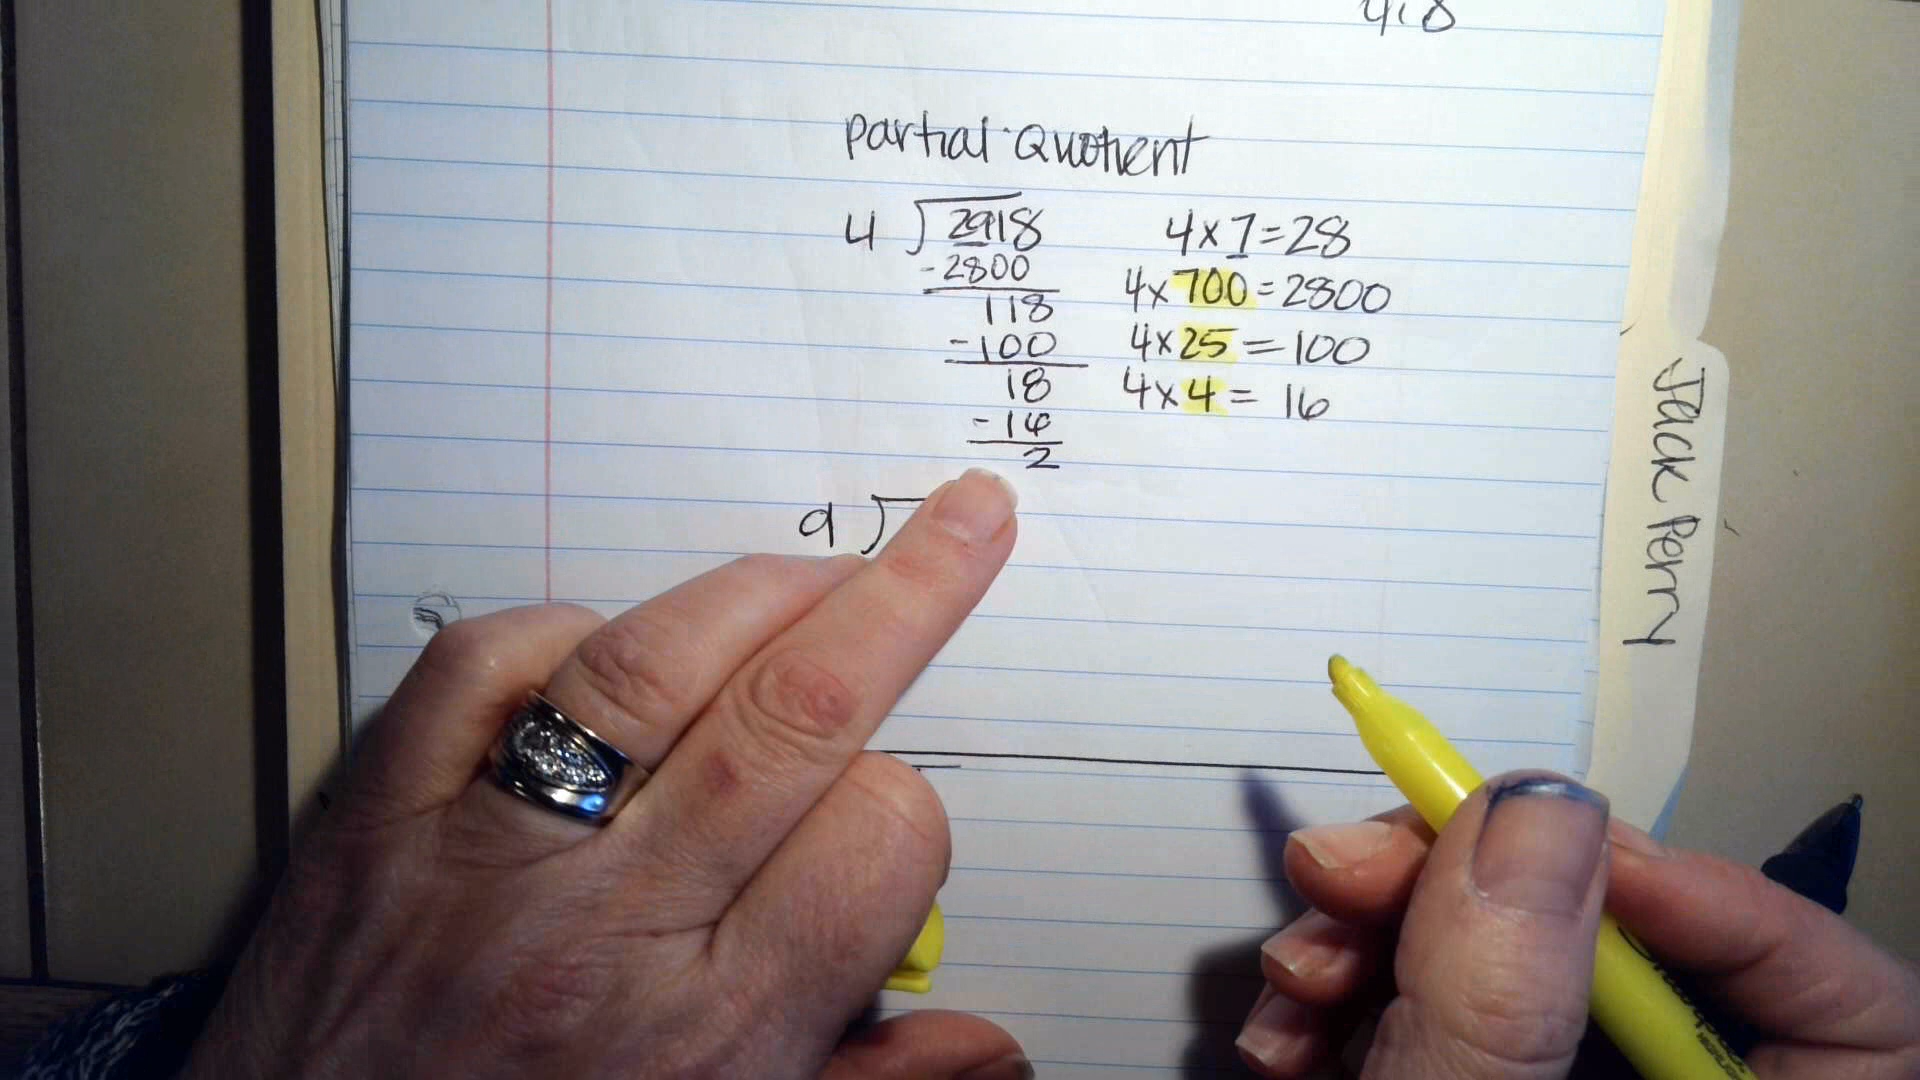 4.8
partial Quotient
4 2918 4x7=28
-2800 4x700=2800
118
-100 4x25=100
18 4x4=16
-16
2
9
Jack Perry